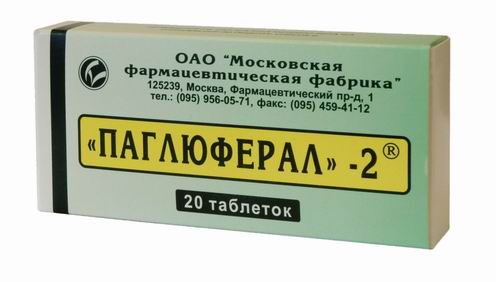 ОАО "Московская
фармацевтическая фабрика"
125239, Москва, Фармацевтический пр-д, 1
тел.: (095) 956-05-71, факс: (095) 459-41-12
«ПАГЛЮФЕРАЛ» -2®
20 таблеток